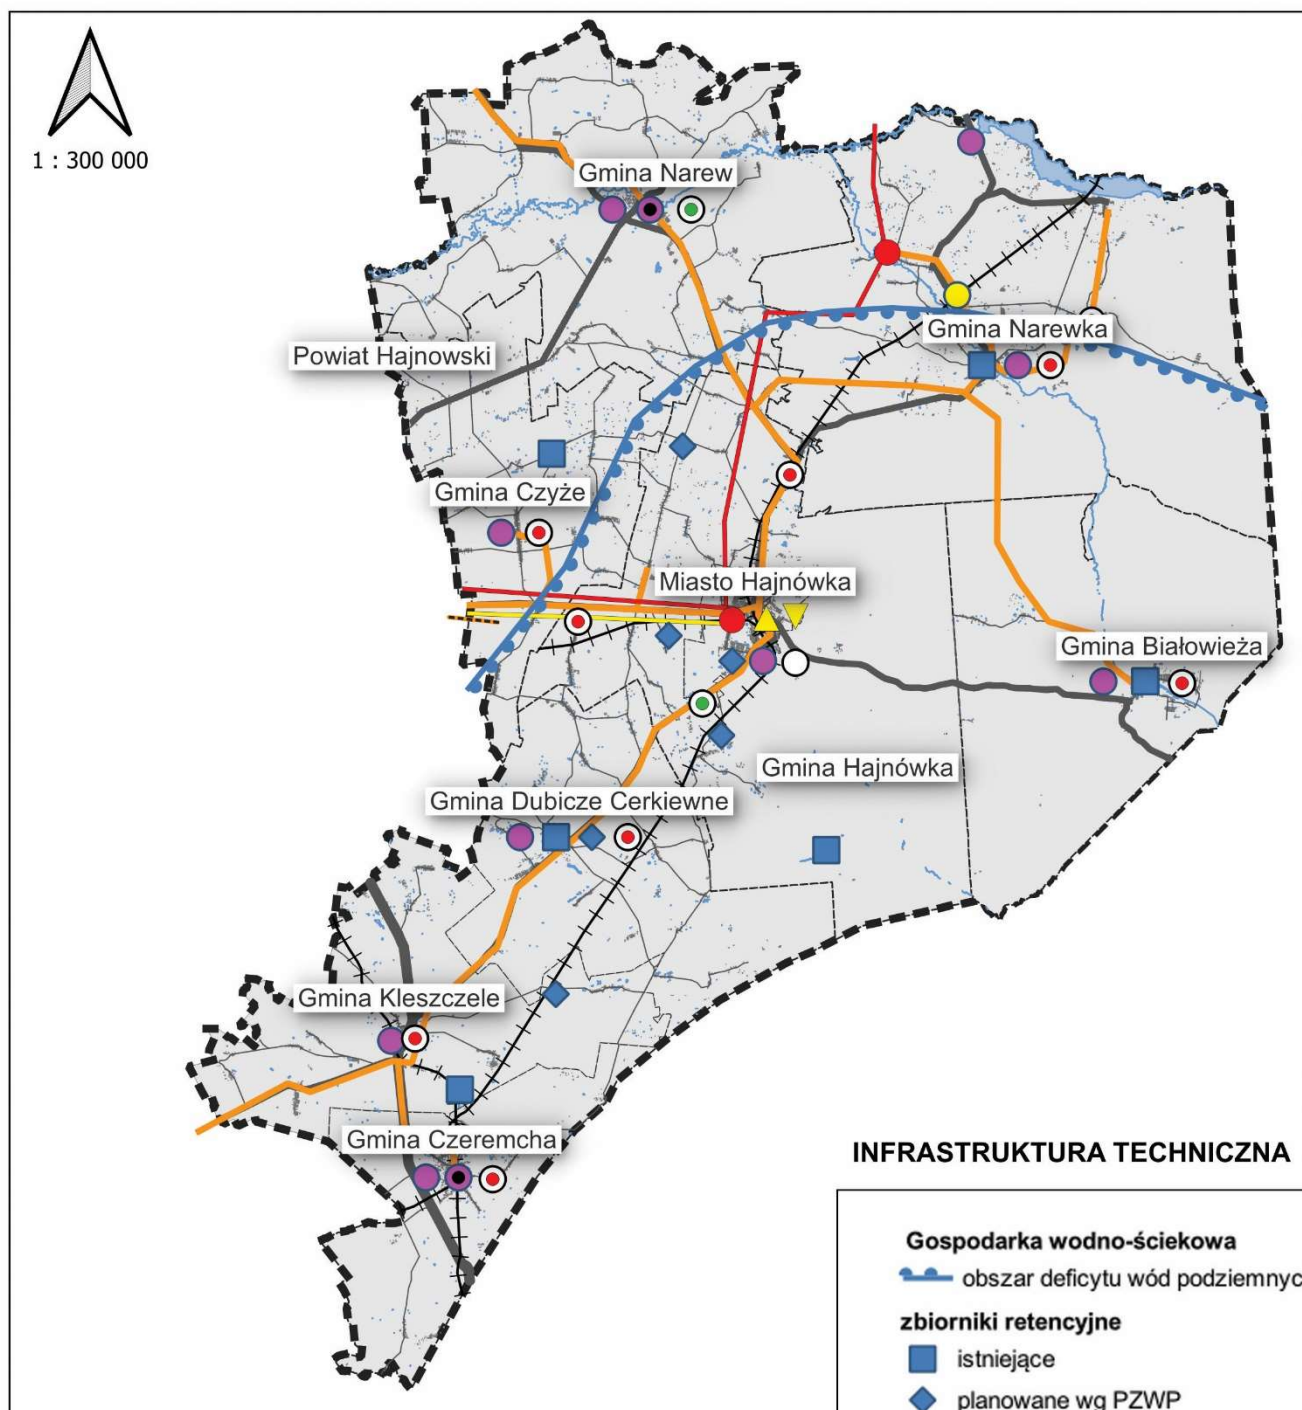 1 : 300 000
Gmina Narew
Gmina Narewka
Powiat Hajnowski
Gmina Czyże
Miasto Hajnówka
Gmina Białowieża
Gmina Hajnówka
Gmina Dubicze Cerkiewne
Gmina Kleszczele
Gmina Czeremcha
INFRASTRUKTURA TECHNICZNA
Gospodarka wodno-ściekowa
obszar deficytu wód podziemnyc
zbiorniki retencyjne
istniejące
planowane wg PZWP